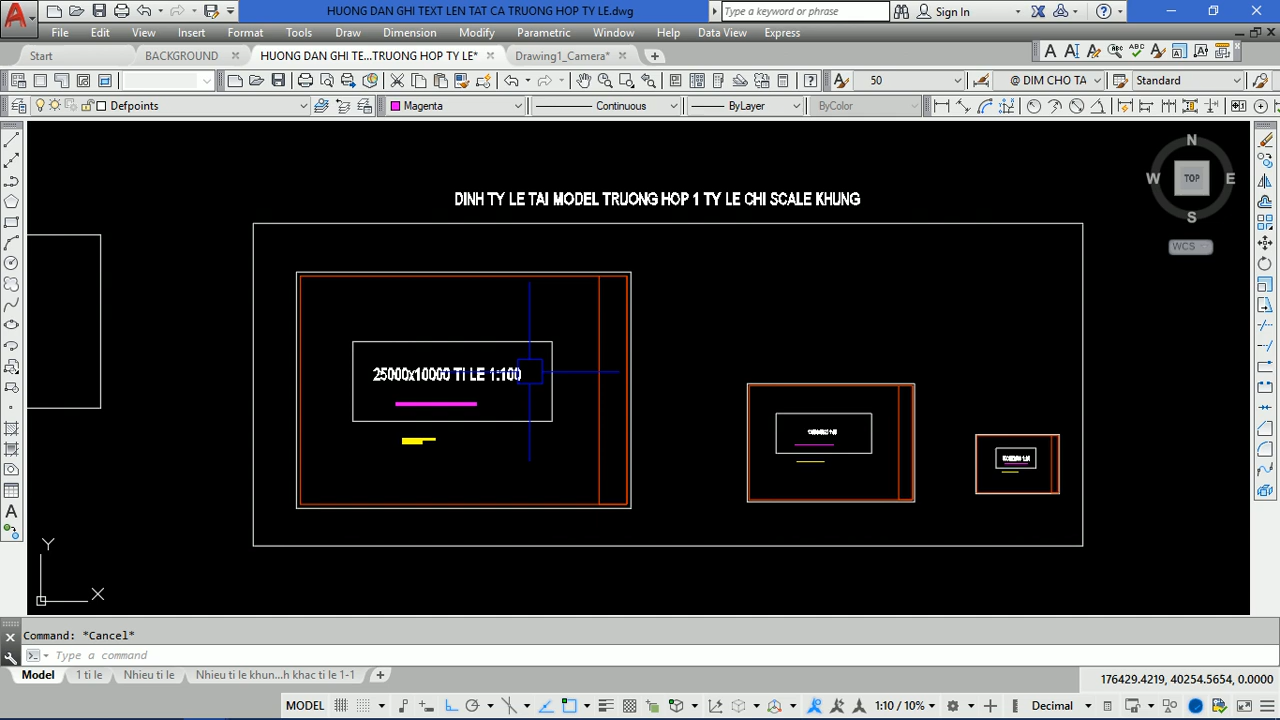 HUONG DAN GHI TEXT LEN TAT CA TRUONG HOP TY LE.dwg
Type a keyword or phrase
Sign In
File Edit View Insert Format Tools Draw Dimension Modify Parametric Window Help Data View Express
Start BACKGROUND HUONG DAN GHI TE...TRUONG HOP TY LE* Drawing1_Camera*
50 @ DIM CHO TA Standard
Defpoints Magenta Continuous ByLayer ByColor
N
W TOP E
S
WCS
DINH TY LE TAI MODEL TRUONG HOP 1 TY LE CHI SCALE KHUNG
25000x10000 TI LE 1:100
Y
X
Command: *Cancel*
Type a command
Model 1 ti le Nhieu ti le Nhieu ti le khun...h khac ti le 1-1
176429.4219, 40254.5654, 0.0000
MODEL 1:10 / 10% Decimal